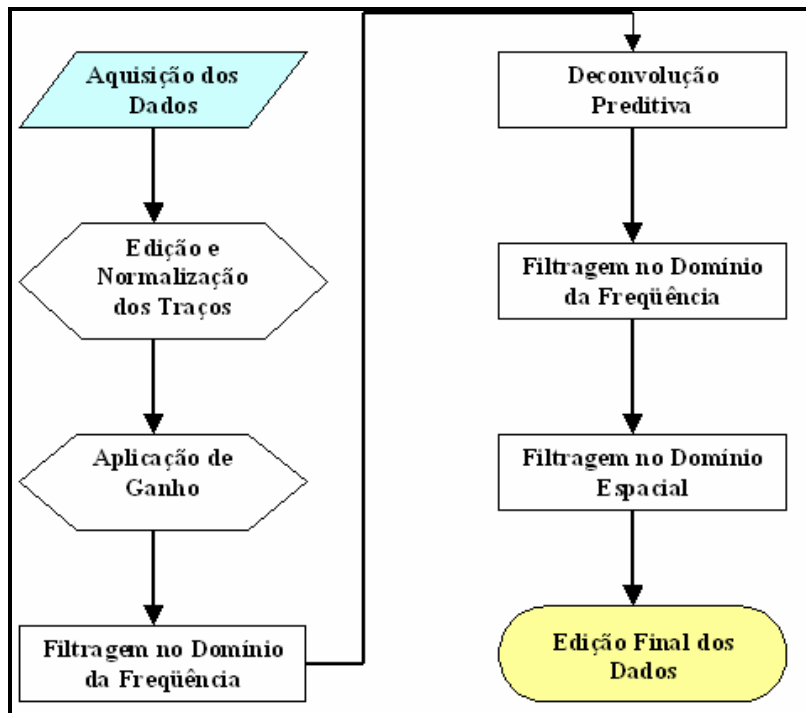 Aquisição dos
Dados
Edição e
Normalização
dos Traços
Aplicação de
Ganho
Filtragem no Domínio
da Freqüência
Deconvolução
Preditiva
Filtragem no Domínio
da Freqüência
Filtragem no Domínio
Espacial
Edição Final dos
Dados